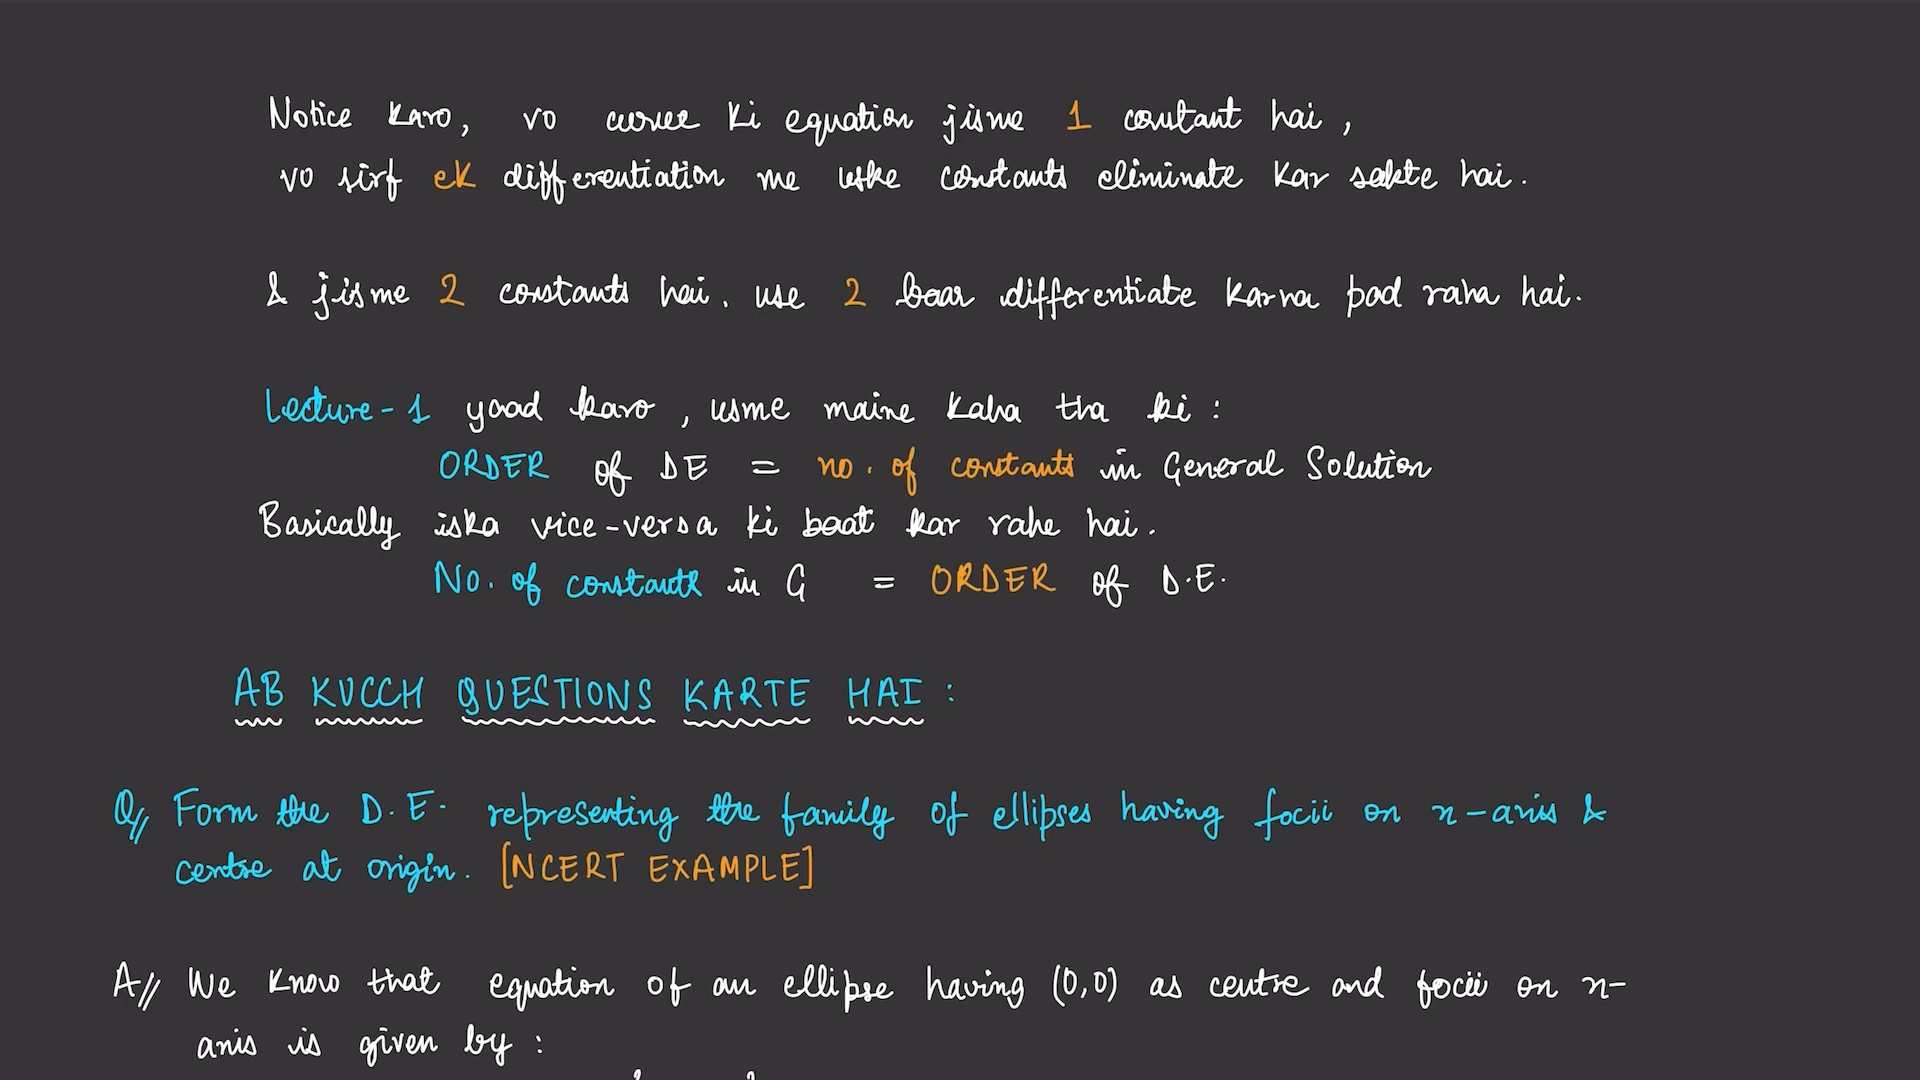 Notice karo, vo curve ki equation jisme 1 constant hai,
vo sirf ek differentiation me uske constants eliminate kar sakte hai.
& jisme 2 constants hai. use 2 baar differentiate karna pad raha hai.
Lecture-1 yaad karo, usme maine kaha tha ki:
ORDER of DE = no. of constants in General Solution
Basically iska vice-versa ki baat kar rahe hai.
No. of constants in G = ORDER of D.E.
AB KUCCH QUESTIONS KARTE HAI:
Q// Form the D.E. representing the family of ellipses having focii on x-axis &
centre at origin. [NCERT EXAMPLE]
A// We know that equation of an ellipse having (0,0) as centre and focii on x-
axis is given by: